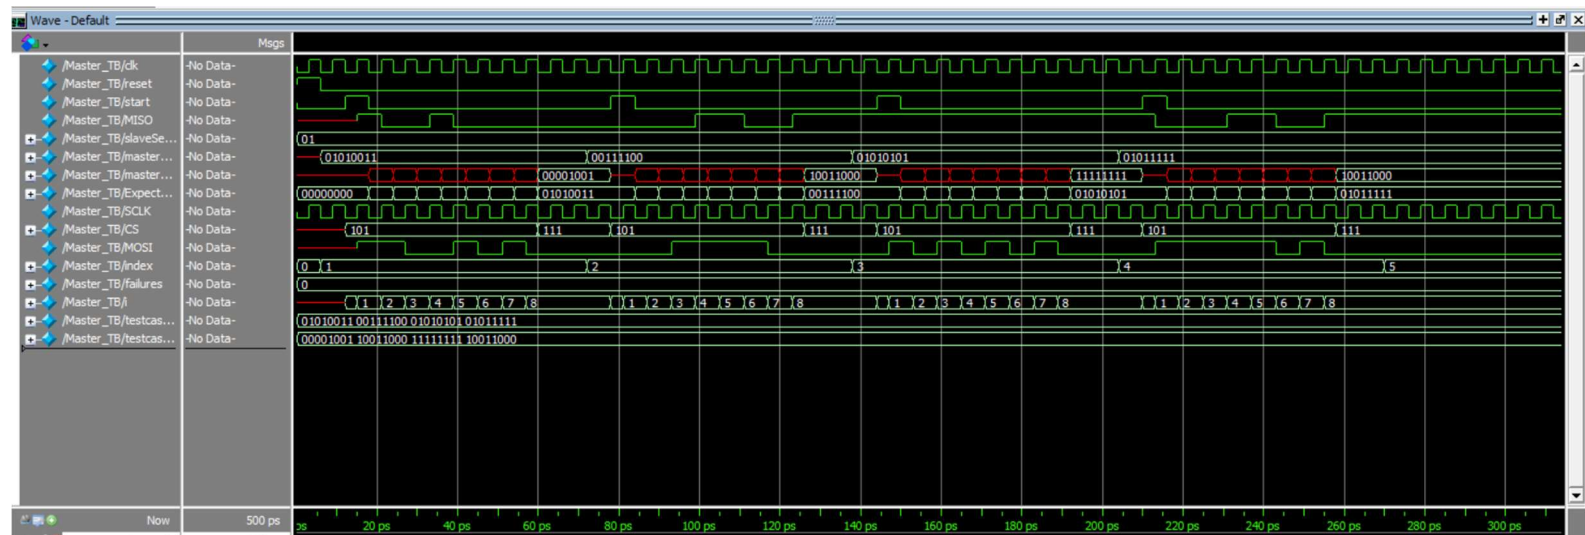 Wave - Default
Msgs
/Master_TB/clk -No Data-
/Master_TB/reset -No Data-
/Master_TB/start -No Data-
/Master_TB/MISO -No Data-
/Master_TB/slaveSe... -No Data- 01
/Master_TB/master... -No Data- 01010011 00111100 01010101 01011111
/Master_TB/master... -No Data- 00001001 10011000 11111111 10011000
/Master_TB/Expect... -No Data- 00000000 01010011 00111100 01010101 01011111
/Master_TB/SCLK -No Data-
/Master_TB/CS -No Data- 101 111 101 111 101 111 101 111
/Master_TB/MOSI -No Data-
/Master_TB/index -No Data- 0 1 2 3 4 5
/Master_TB/failures -No Data- 0
/Master_TB/i -No Data- 1 2 3 4 5 6 7 8 1 2 3 4 5 6 7 8 1 2 3 4 5 6 7 8 1 2 3 4 5 6 7 8
/Master_TB/testcas... -No Data- 01010011 00111100 01010101 01011111
/Master_TB/testcas... -No Data- 00001001 10011000 11111111 10011000
Now 500 ps ps 20 ps 40 ps 60 ps 80 ps 100 ps 120 ps 140 ps 160 ps 180 ps 200 ps 220 ps 240 ps 260 ps 280 ps 300 ps